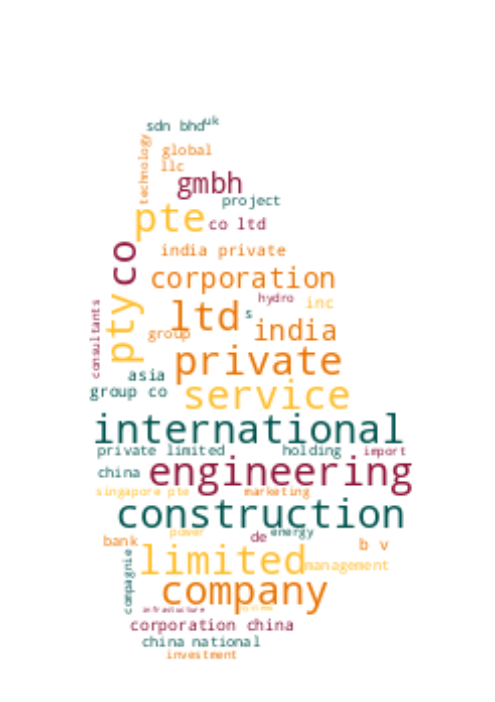 sdn bhd
uk
technology
global
llc
gmbh
project
pte
co ltd
co
india private
corporation
hydro
inc
pty
ltd
s
consultants
group
india
private
asia
group co
service
international
private limited
holding
import
china
engineering
singapore pte
marketing
construction
power
de
energy
bank
b v
compagnie
limited
management
company
corporation china
china national
investment